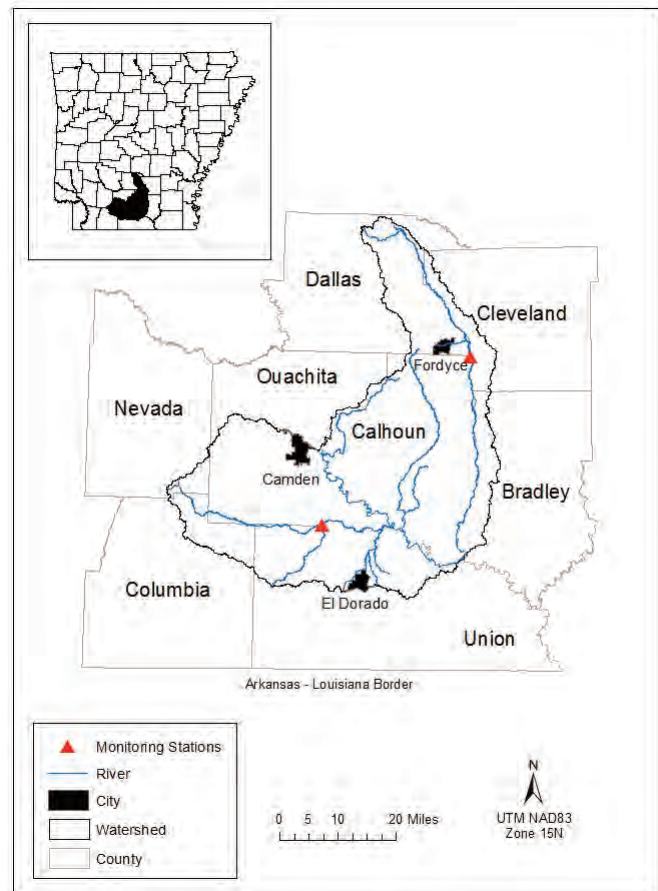 Dallas
Cleveland
Fordyce
Ouachita
Nevada
Calhoun
Camden
Bradley
Columbia
El Dorado
Union
Arkansas - Louisiana Border
Monitoring Stations
River
City
Watershed
County
0 5 10 20 Miles
N
UTM NAD83
Zone 15N